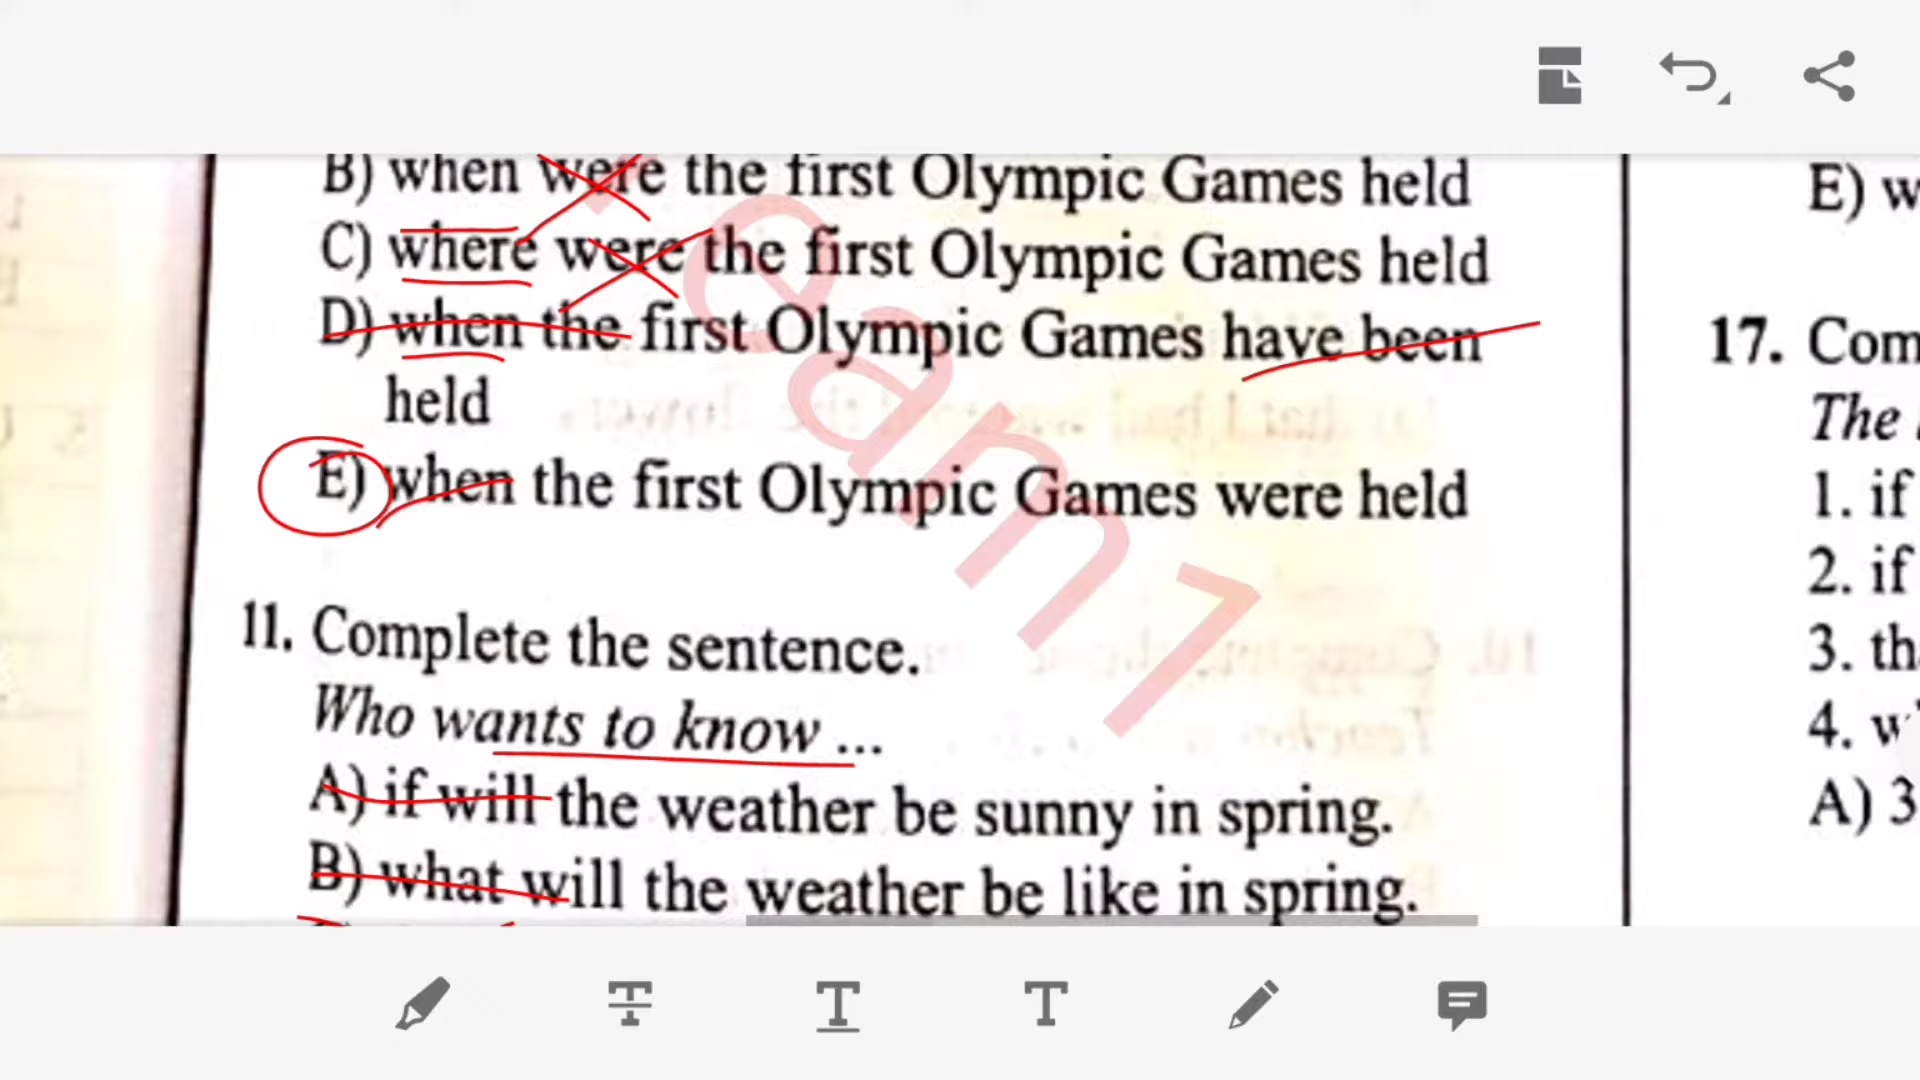 B) when were the first Olympic Games held
C) where were the first Olympic Games held
D) when the first Olympic Games have been
held
E) when the first Olympic Games were held
11. Complete the sentence.
Who wants to know ...
A) if will the weather be sunny in spring.
B) what will the weather be like in spring.
E) w
17. Com
The
1. if
2. if
3. th
4. w
A) 3
eam1